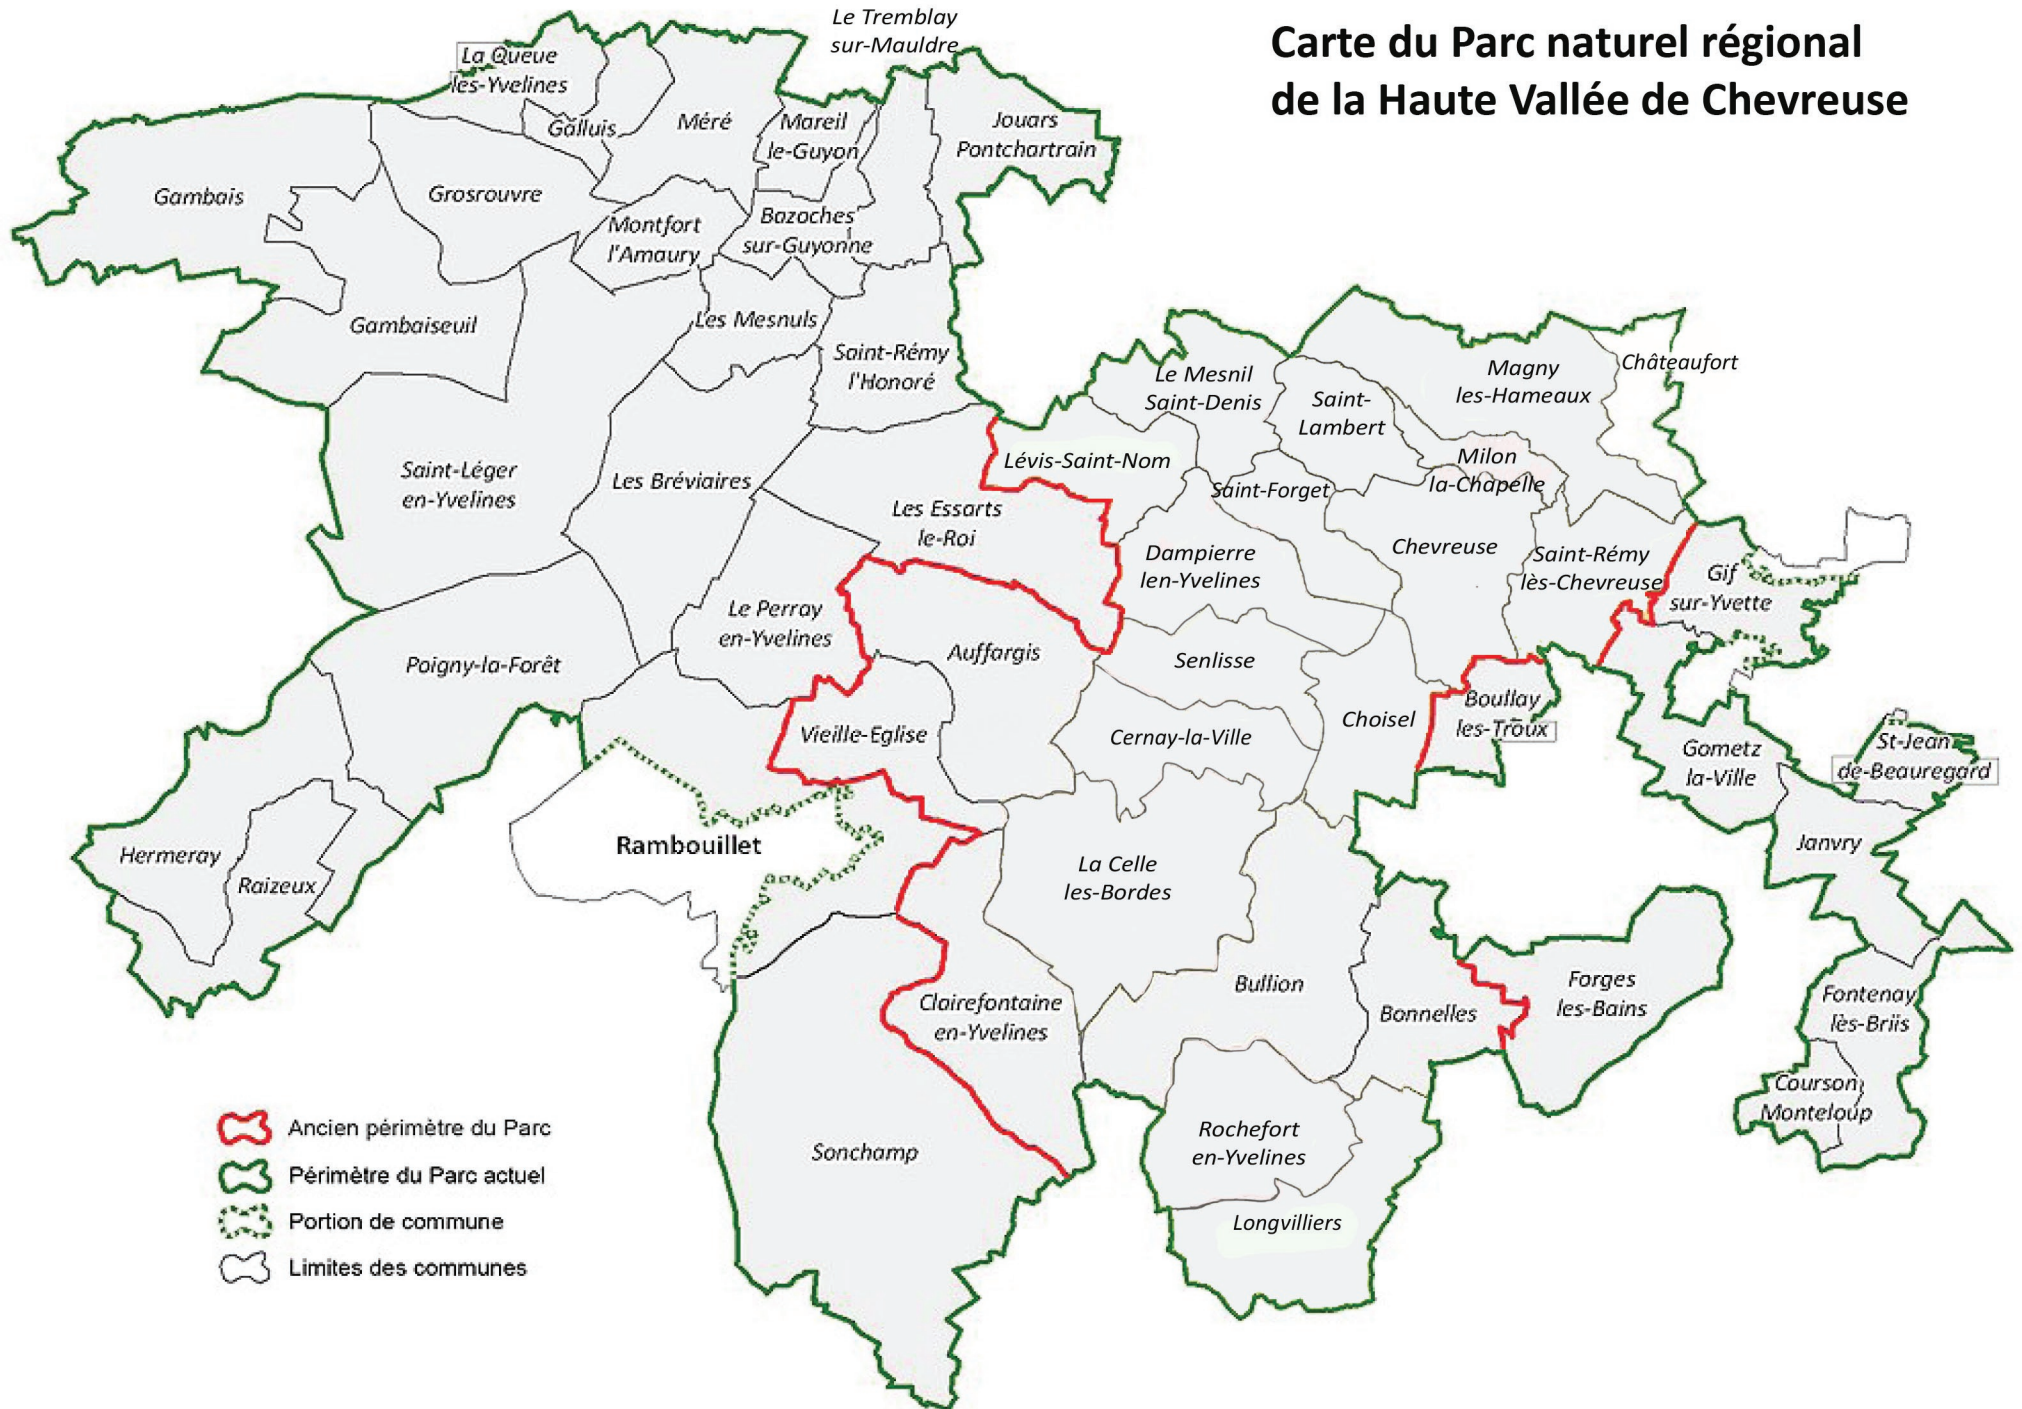 Carte du Parc naturel régional
de la Haute Vallée de Chevreuse
Le Tremblay
sur-Mauldre
La Queue
les-Yvelines
Galluis
Méré
Mareil
le-Guyon
Jouars
Pontchartrain
Gambais
Grosrouvre
Montfort
l'Amaury
Bazoches
sur-Guyonne
Gambaiseuil
Les Mesnuls
Saint-Rémy
l'Honoré
Le Mesnil
Saint-Denis
Saint-
Lambert
Magny
les-Hameaux
Châteaufort
Saint-Léger
en-Yvelines
Les Bréviaires
Lévis-Saint-Nom
Milon
la-Chapelle
Saint-Forget
Les Essarts
le-Roi
Dampierre
len-Yvelines
Chevreuse
Saint-Rémy
lès-Chevreuse
Gif
sur-Yvette
Le Perray
en-Yvelines
Poigny-la-Forêt
Auffargis
Senlisse
Vieille-Eglise
Cernay-la-Ville
Choisel
Boullay
les-Troux
Gometz
la-Ville
St-Jean
de-Beauregard
Hermeray
Raizeux
Rambouillet
La Celle
les-Bordes
Janvry
Clairefontaine
en-Yvelines
Bullion
Bonnelles
Forges
les-Bains
Fontenay
lès-Briis
Courson
Monteloup
Sonchamp
Rochefort
en-Yvelines
Longvilliers
Ancien périmètre du Parc
Périmètre du Parc actuel
Portion de commune
Limites des communes